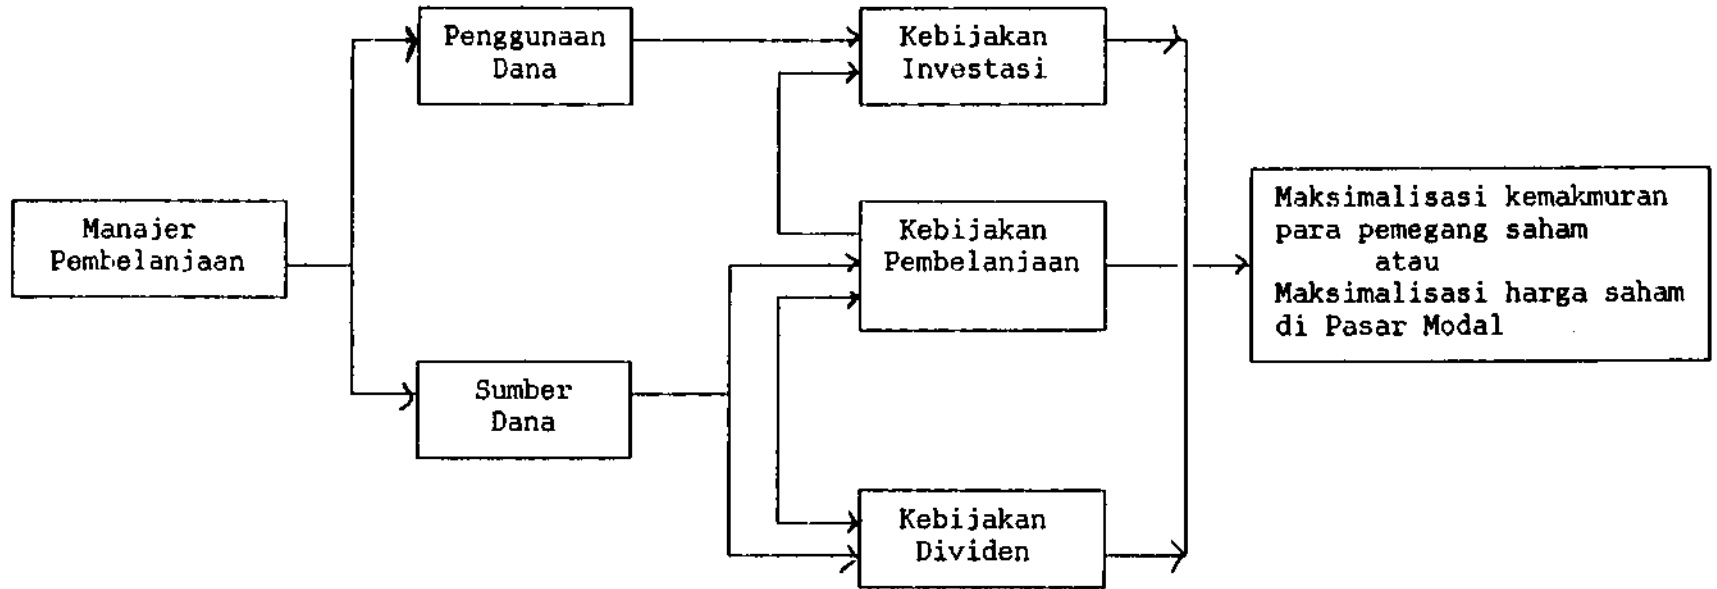 Penggunaan
Dana
Kebijakan
Investasi
Manajer
Pembelanjaan
Kebijakan
Pembelanjaan
Maksimalisasi kemakmuran
para pemegang saham
atau
Maksimalisasi harga saham
di Pasar Modal
Sumber
Dana
Kebijakan
Dividen